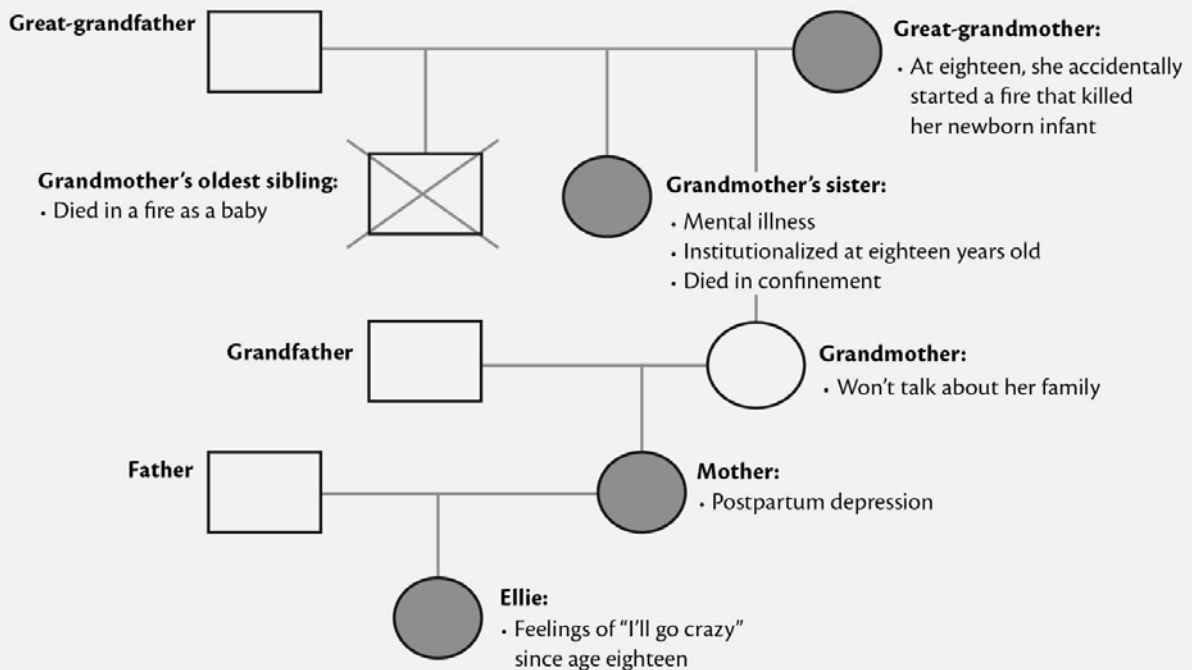 Great-grandfather
Great-grandmother:
· At eighteen, she accidentally
started a fire that killed
her newborn infant
Grandmother's oldest sibling:
· Died in a fire as a baby
Grandmother's sister:
· Mental illness
· Institutionalized at eighteen years old
· Died in confinement
Grandfather
Grandmother:
· Won't talk about her family
Father
Mother:
· Postpartum depression
Ellie:
· Feelings of “I'll go crazy”
since age eighteen